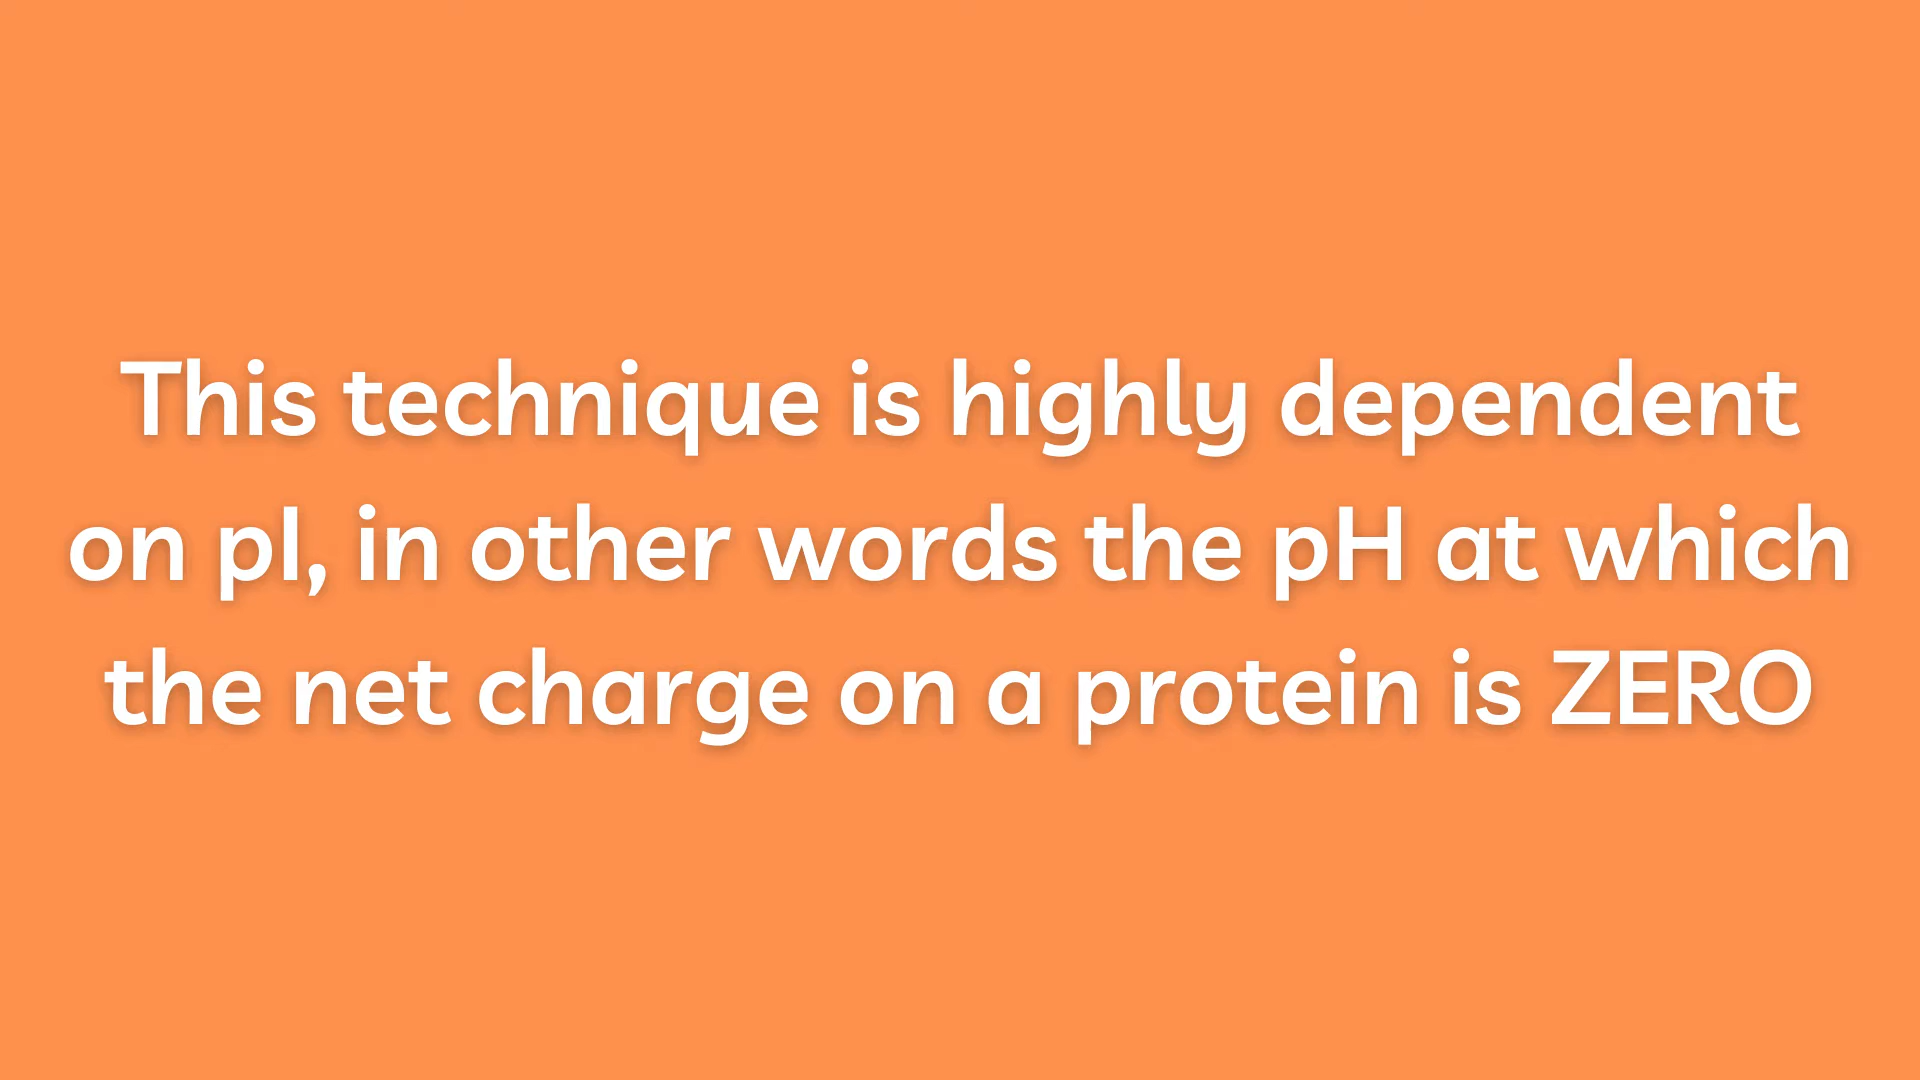 This technique is highly dependent
on pI, in other words the pH at which
the net charge on a protein is ZERO